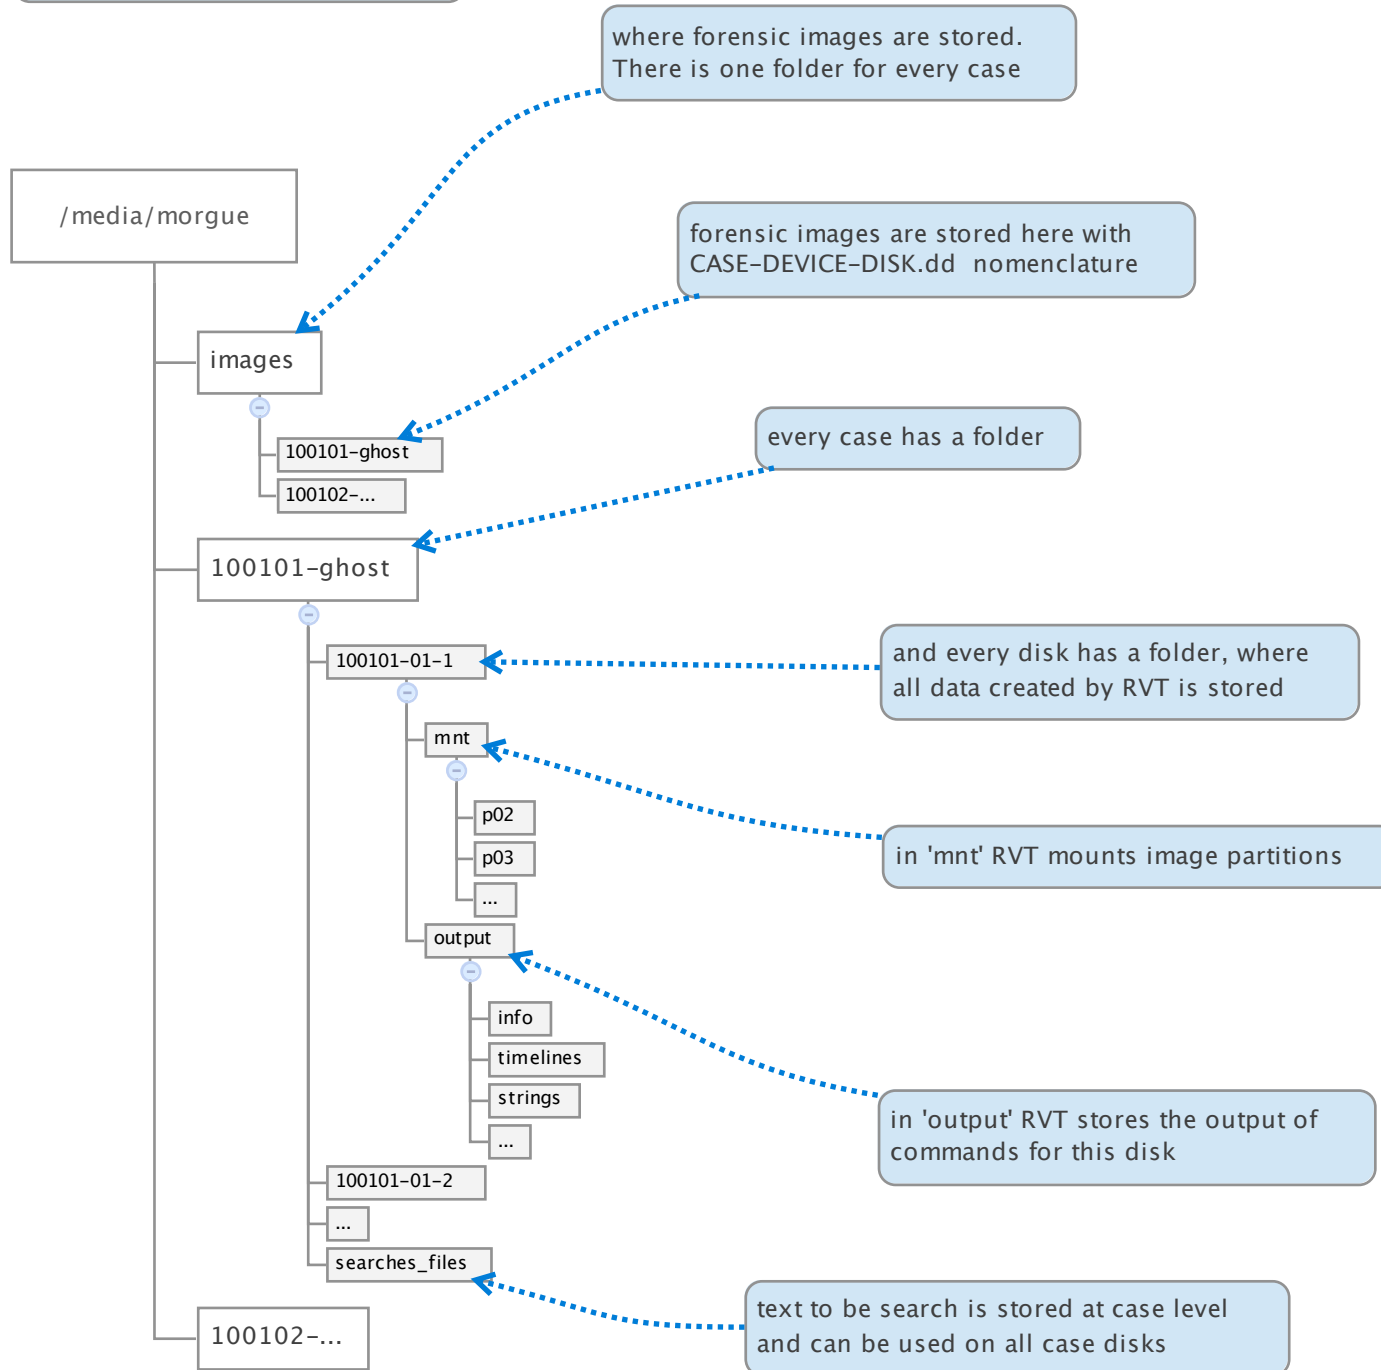 where forensic images are stored.
There is one folder for every case
/media/morgue
forensic images are stored here with
CASE-DEVICE-DISK.dd nomenclature
images
100101-ghost
100102-...
every case has a folder
100101-ghost
100101-01-1
and every disk has a folder, where
all data created by RVT is stored
mnt
p02
p03
...
in 'mnt' RVT mounts image partitions
output
info
timelines
strings
...
in 'output' RVT stores the output of
commands for this disk
100101-01-2
...
searches_files
text to be search is stored at case level
and can be used on all case disks
100102-...